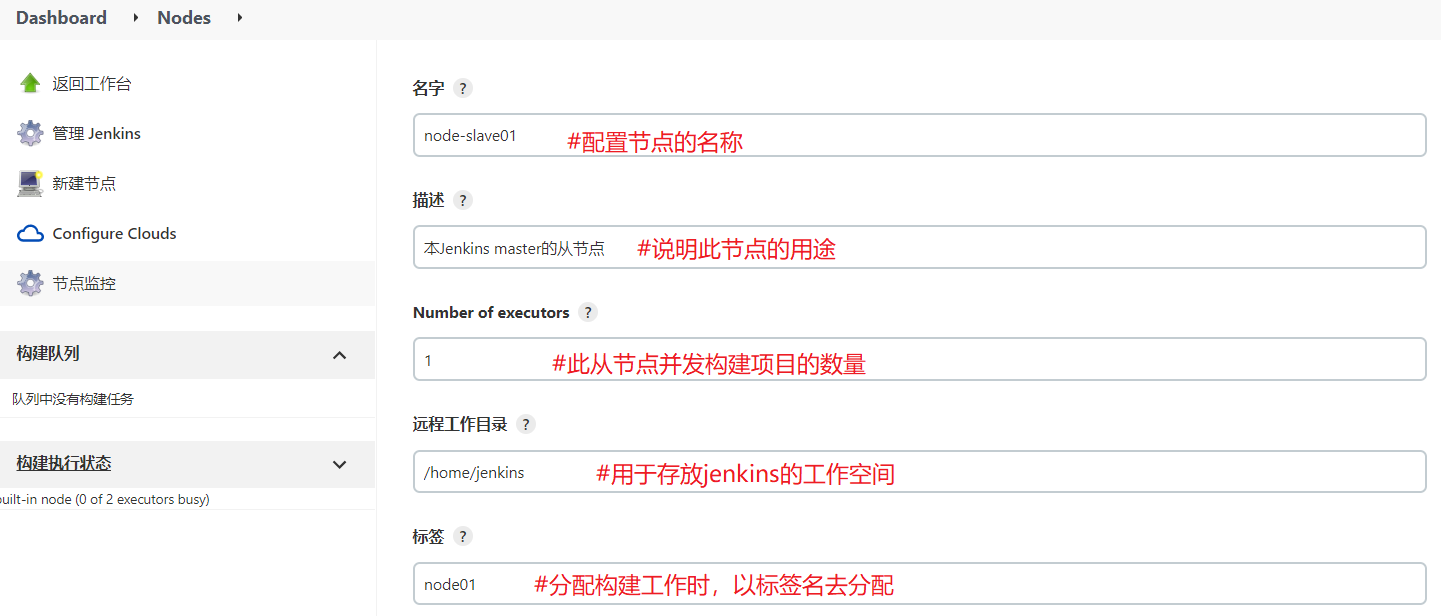 Dashboard Nodes
返回工作台
管理 Jenkins
新建节点
Configure Clouds
节点监控
构建队列
队列中没有构建任务
构建执行状态
built-in node (0 of 2 executors busy)
名字 ?
node-slave01 #配置节点的名称
描述 ?
本Jenkins master的从节点 #说明此节点的用途
Number of executors ?
1 #此从节点并发构建项目的数量
远程工作目录 ?
/home/jenkins #用于存放jenkins的工作空间
标签 ?
node01 #分配构建工作时，以标签名去分配